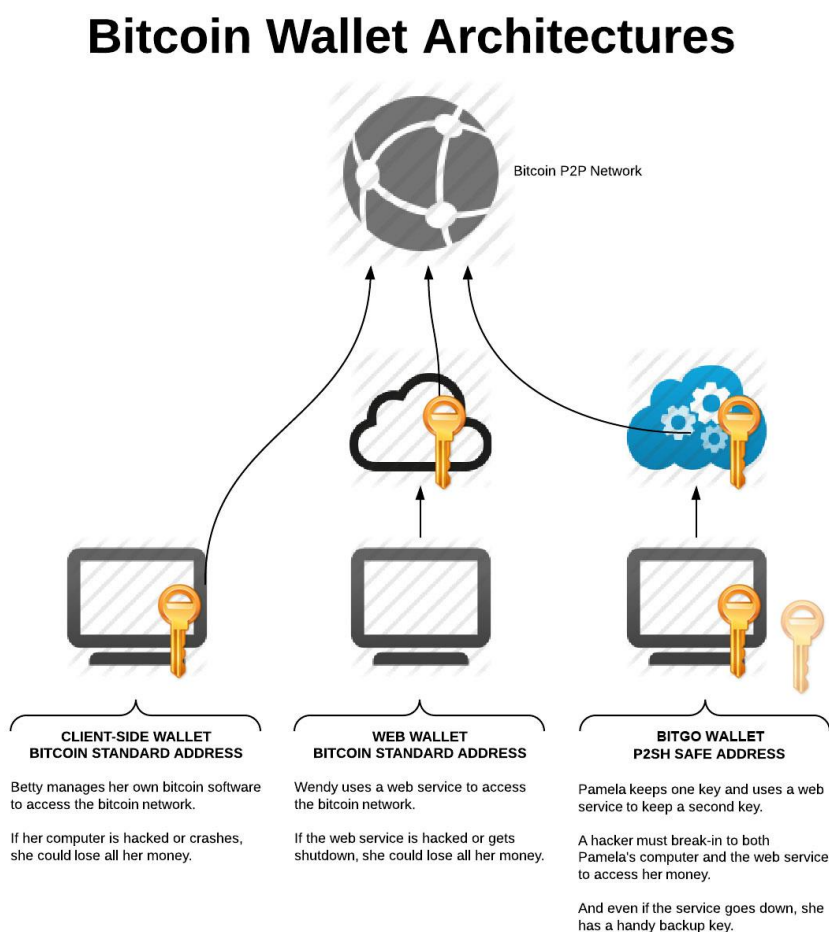 Bitcoin Wallet Architectures
Bitcoin P2P Network
CLIENT-SIDE WALLET
BITCOIN STANDARD ADDRESS
Betty manages her own bitcoin software
to access the bitcoin network.
If her computer is hacked or crashes,
she could lose all her money.
WEB WALLET
BITCOIN STANDARD ADDRESS
Wendy uses a web service to access
the bitcoin network.
If the web service is hacked or gets
shutdown, she could lose all her money.
BITGO WALLET
P2SH SAFE ADDRESS
Pamela keeps one key and uses a web
service to keep a second key.
A hacker must break-in to both
Pamela's computer and the web service
to access her money.
And even if the service goes down, she
has a handy backup key.